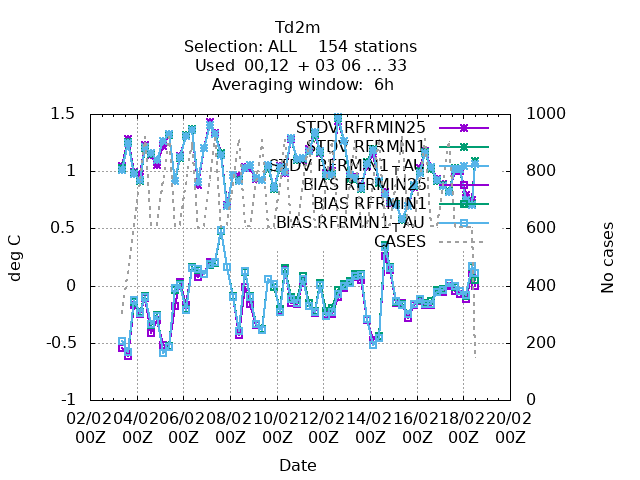 Td2m
Selection: ALL    154 stations
Used  00,12  + 03 06 ... 33
Averaging window:  6h
1.5
1
0.5
0
-0.5
-1
deg C
1000
800
600
400
200
0
No cases
STDV RFRMIN25
STDV RFRMIN1
STDV RFRMIN1_AU
BIAS RFRMIN25
BIAS RFRMIN1
BIAS RFRMIN1_AU
CASES
02/02 04/02 06/02 08/02 10/02 12/02 14/02 16/02 18/02 20/02
00Z 00Z 00Z 00Z 00Z 00Z 00Z 00Z 00Z 00Z
Date